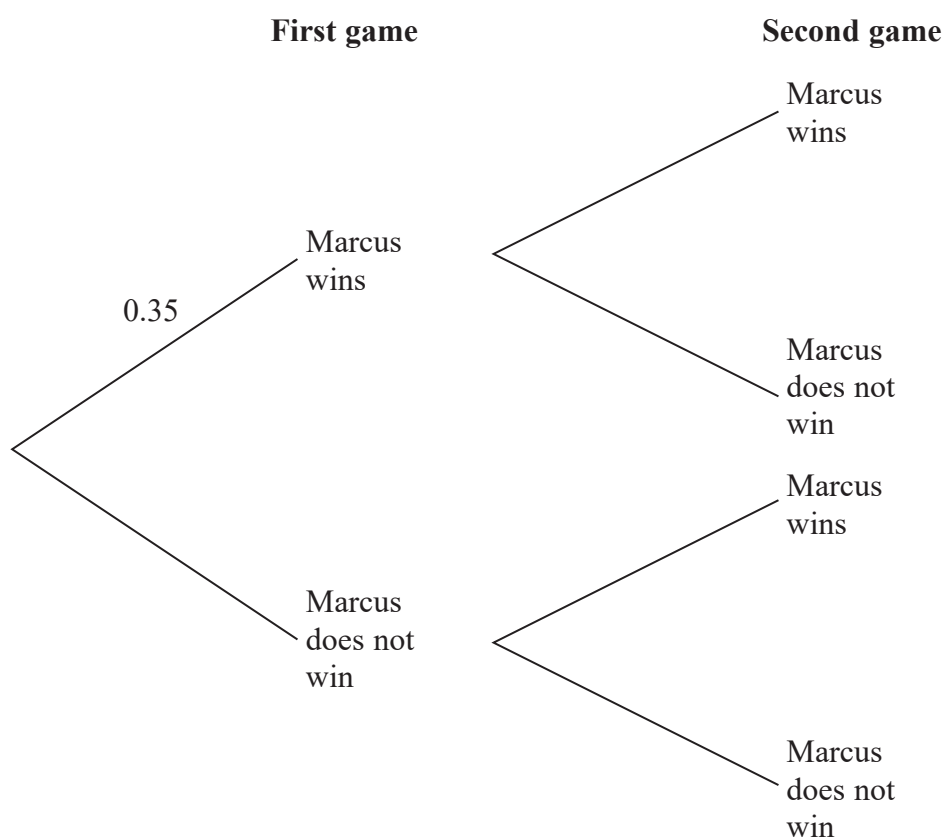 First game
Second game
Marcus
wins
Marcus
wins
0.35
Marcus
does not
win
Marcus
wins
Marcus
does not
win
Marcus
does not
win